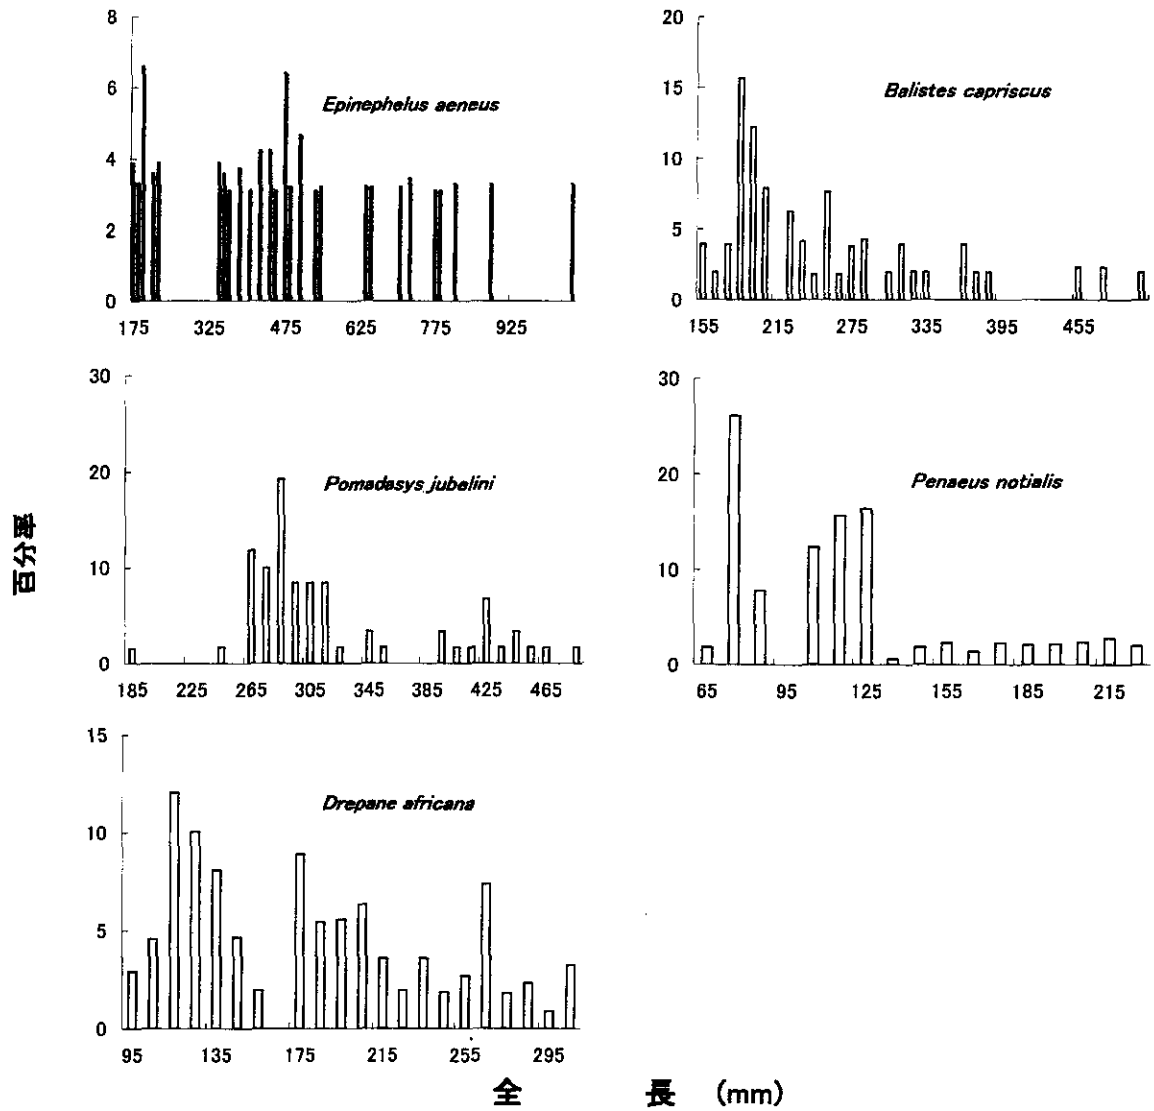 8
6
4
2
0
Epinephelus aeneus
175 325 475 625 775 925
20
15
10
5
0
Balistes capriscus
155 215 275 335 395 455
30
20
10
0
Pomadasys jubelini
185 225 265 305 345 385 425 465
30
20
10
0
Penaeus notialis
65 95 125 155 185 215
15
10
5
0
Drepane africana
95 135 175 215 255 295
百分率
全 長 (mm)